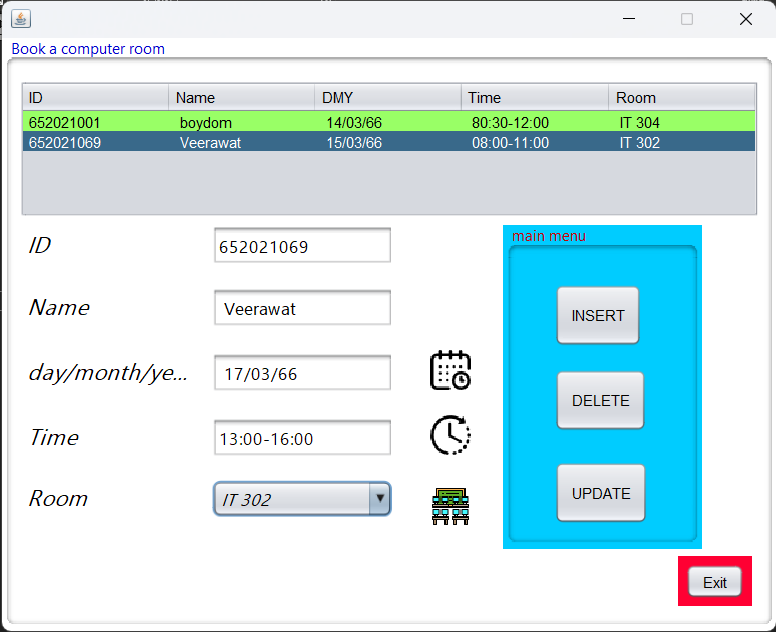 Book a computer room
ID Name DMY Time Room
652021001 boydom 14/03/66 80:30-12:00 IT 304
652021069 Veerawat 15/03/66 08:00-11:00 IT 302
main menu
ID 652021069
INSERT
Name Veerawat
day/month/ye... 17/03/66
DELETE
Time 13:00-16:00
Room IT 302
UPDATE
Exit